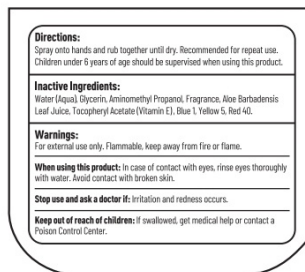 Directions:
Spray onto hands and rub together until dry. Recommended for repeat use.
Children under 6 years of age should be supervised when using this product.
Inactive Ingredients:
Water (Aqua), Glycerin, Aminomethyl Propanol, Fragrance, Aloe Barbadensis
Leaf Juice, Tocopheryl Acetate (Vitamin E), Blue 1, Yellow 5, Red 40.
Warnings:
For external use only. Flammable, keep away from fire or flame.
When using this product: In case of contact with eyes, rinse eyes thoroughly
with water. Avoid contact with broken skin.
Stop use and ask a doctor if: Irritation and redness occurs.
Keep out of reach of children: If swallowed, get medical help or contact a
Poison Control Center.